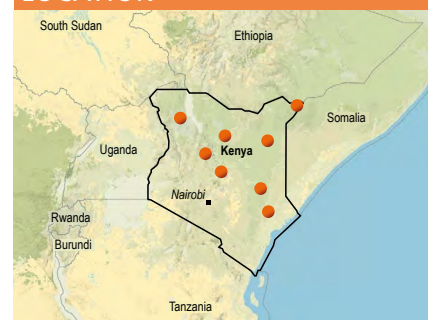 South Sudan
Ethiopia
Somalia
Uganda
Kenya
Nairobi
Rwanda
Burundi
Tanzania